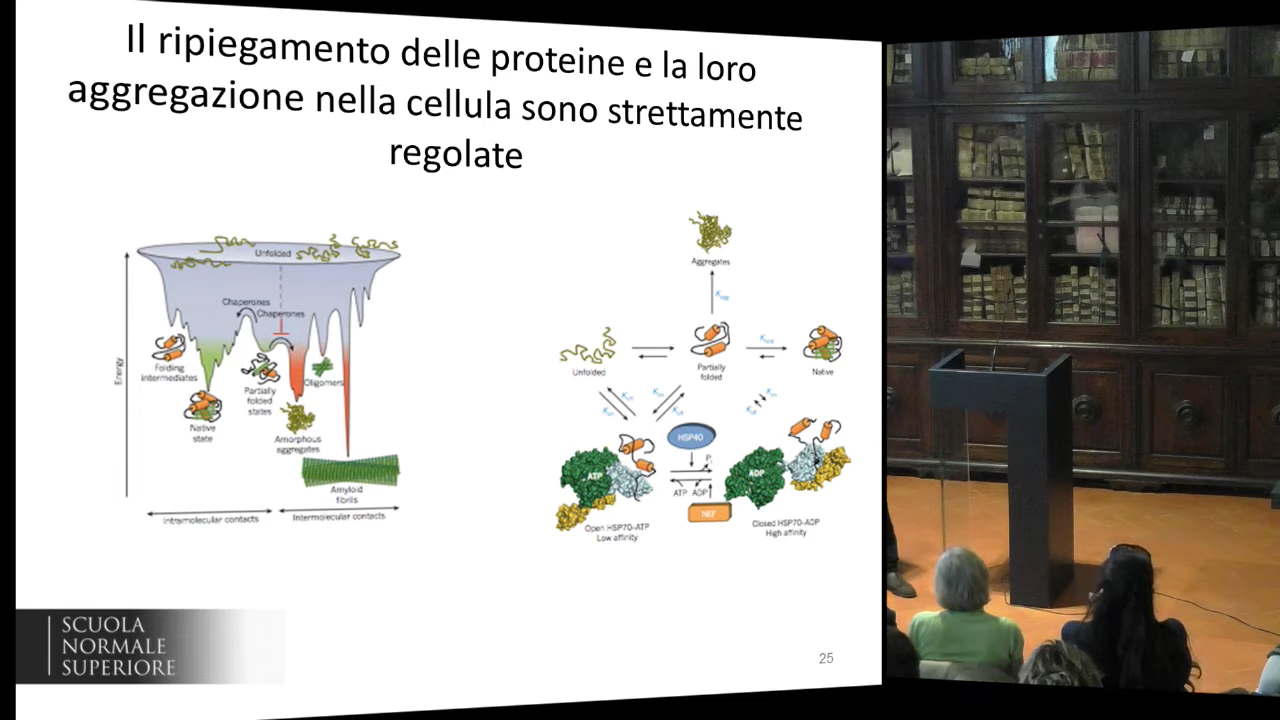 Il ripiegamento delle proteine e la loro
aggregazione nella cellula sono strettamente
regolate
Unfolded
Chaperones
Chaperones
Energy
Folding
intermediates
Native
state
Partially
folded
states
Oligomers
Amorphous
aggregates
Amyloid
fibrils
Intramolecular contacts
Intermolecular contacts
Aggregates
Unfolded
Partially
folded
Native
HSP40
ATP
ATP ADP
ADP
NEF
Open HSP70-ATP
Low affinity
Closed HSP70-ADP
High affinity
SCUOLA
NORMALE
SUPERIORE
25